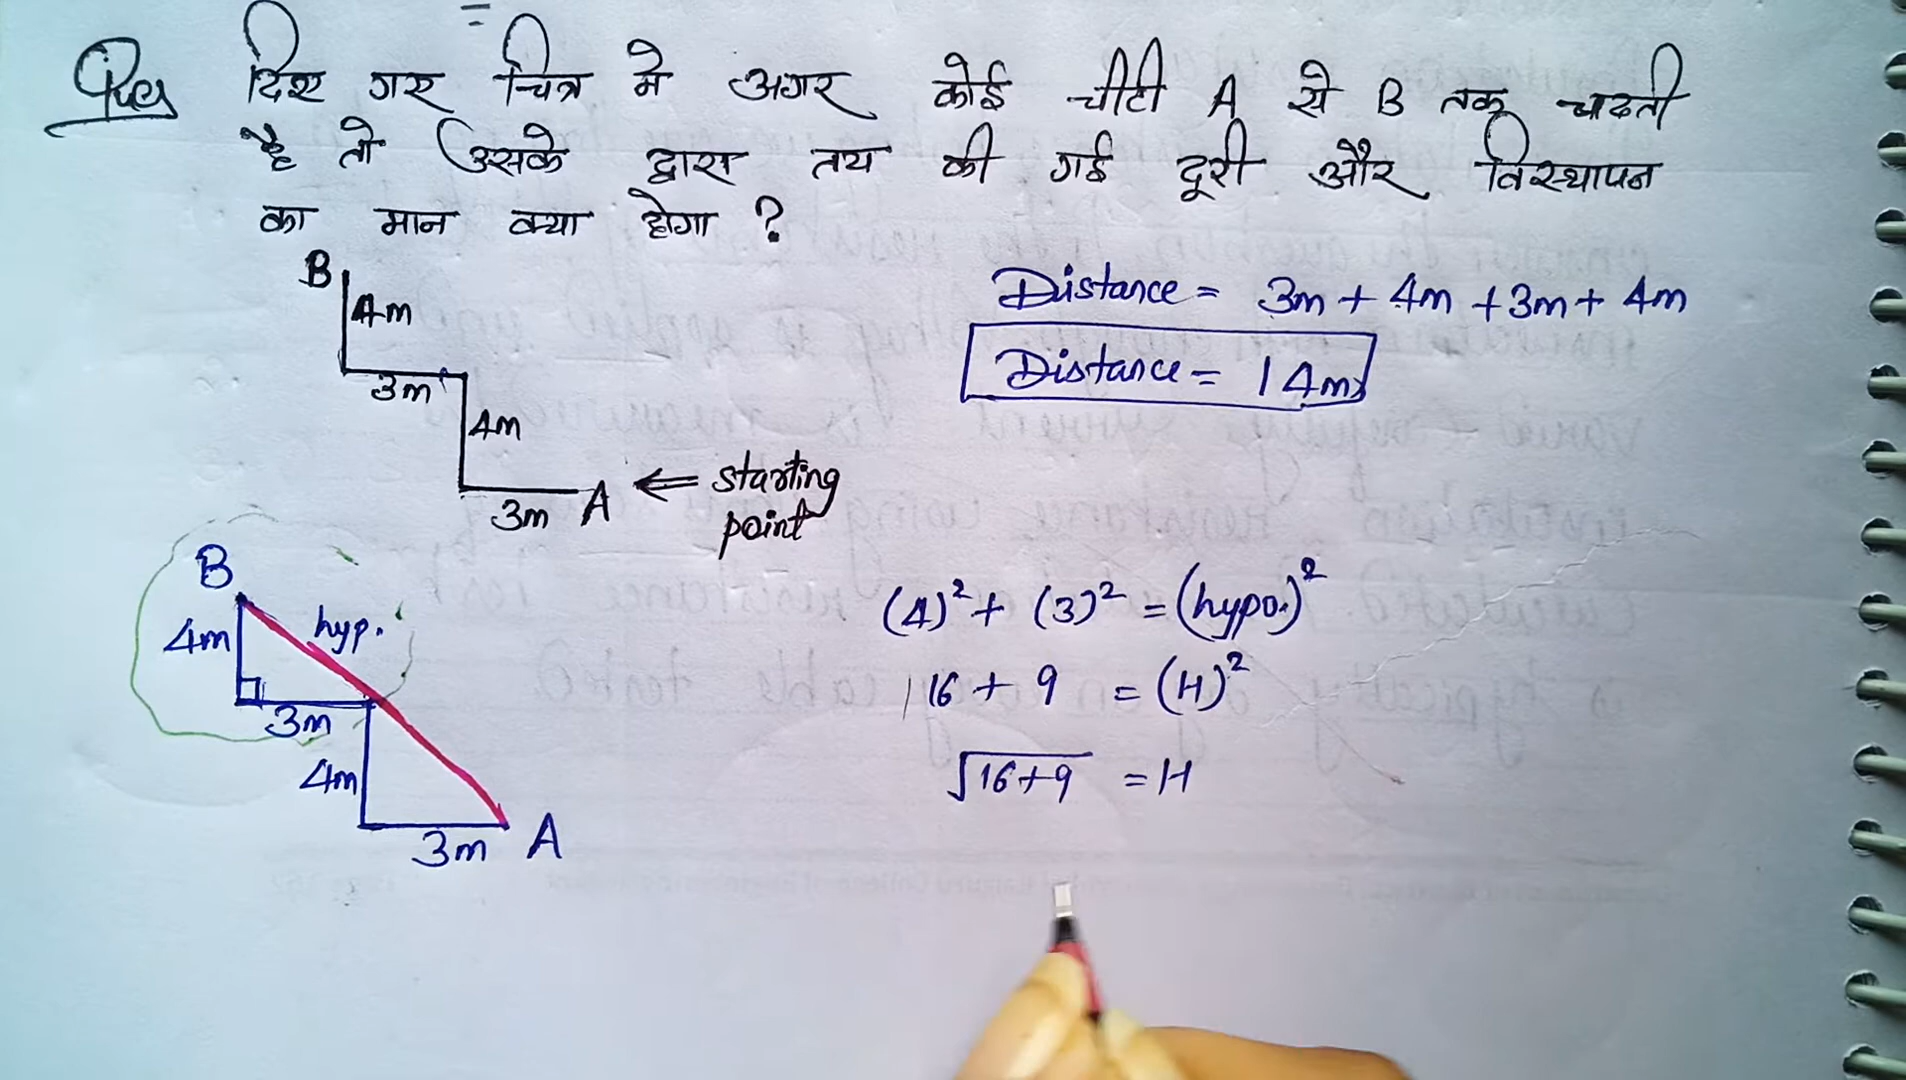 Ques दिए गए चित्र मे अगर कोई चीटी A से B तक चढती
है तो उसके द्वारा तय की गई दूरी और विस्थापन
का मान क्या होगा ?
B
4m
3m
4m
3m A ⇐ starting
point
Distance = 3m + 4m + 3m + 4m
Distance = 14m
B
4m hyp.
3m
4m
3m A
(4)² + (3)² = (hypo.)²
16 + 9 = (H)²
√16+9 = H